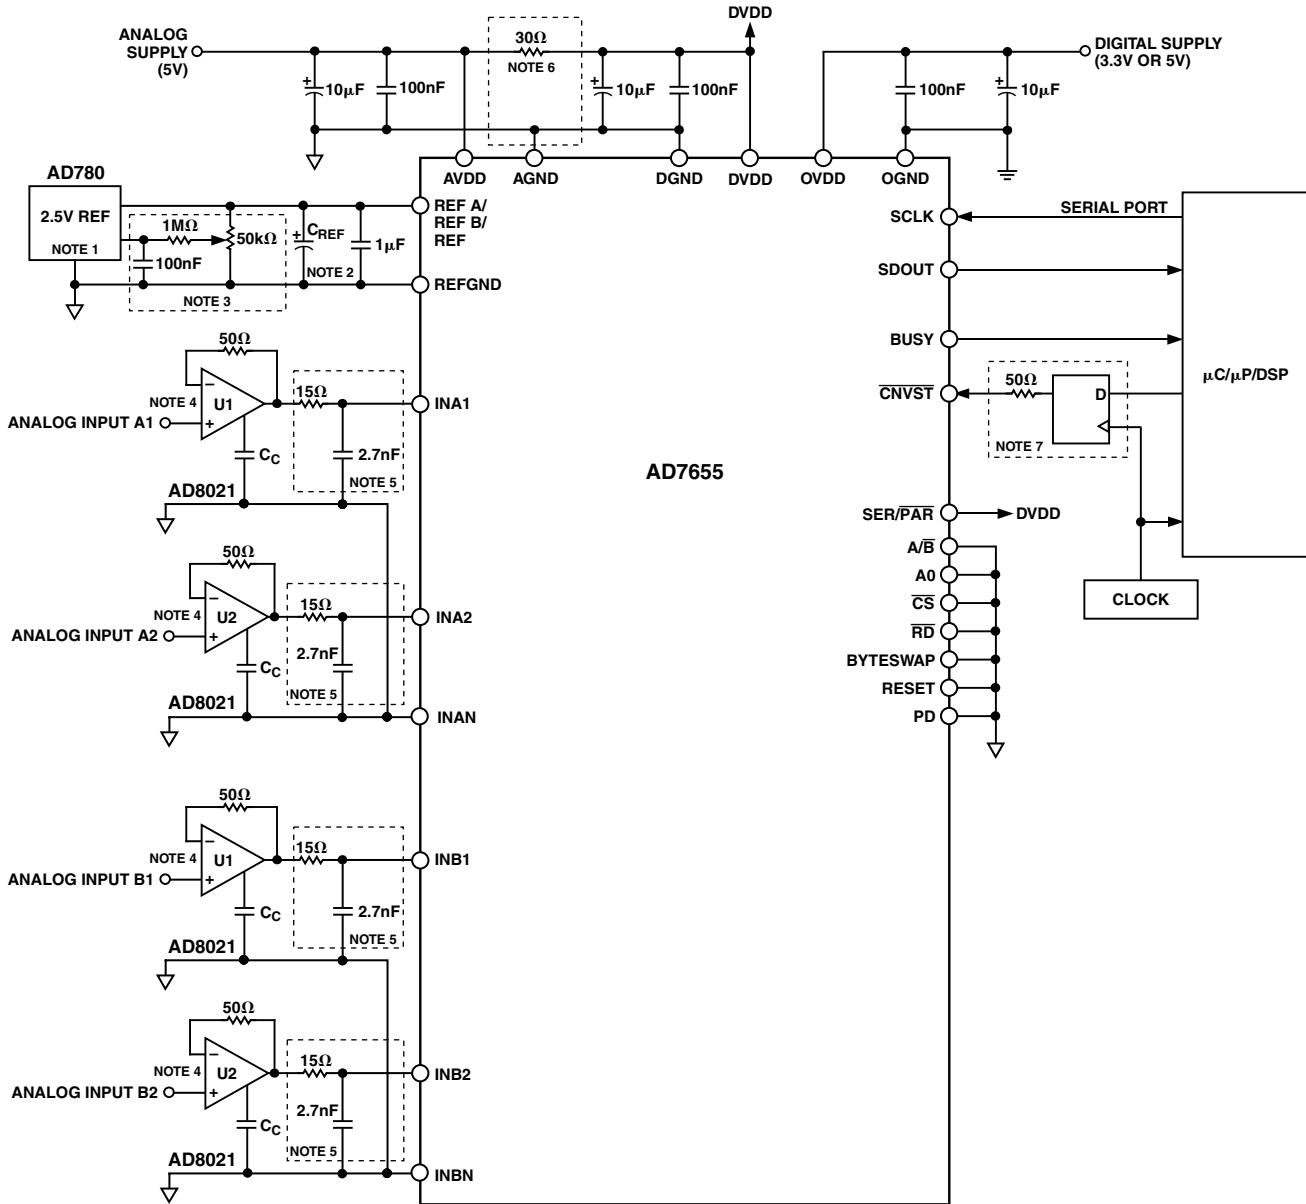 ANALOG
SUPPLY
(5V)
30Ω
NOTE 6
DVDD
DIGITAL SUPPLY
(3.3V OR 5V)
+
10μF
100nF
+
10μF
100nF
100nF
+
10μF
AVDD
AGND
DGND
DVDD
OVDD
OGND
AD780
2.5V REF
NOTE 1
1MΩ
50kΩ
100nF
NOTE 3
+
CREF
NOTE 2
1μF
REF A/
REF B/
REF
REFGND
SCLK
SERIAL PORT
SDOUT
BUSY
CNVST
50Ω
D
NOTE 7
μC/μP/DSP
50Ω
NOTE 4
−
U1
+
ANALOG INPUT A1
15Ω
INA1
CC
2.7nF
NOTE 5
AD8021
AD7655
SER/PAR
DVDD
A/B
A0
CS
RD
BYTESWAP
RESET
PD
CLOCK
50Ω
NOTE 4
−
U2
+
ANALOG INPUT A2
15Ω
INA2
CC
2.7nF
NOTE 5
AD8021
INAN
50Ω
NOTE 4
−
U1
+
ANALOG INPUT B1
15Ω
INB1
CC
2.7nF
NOTE 5
AD8021
50Ω
NOTE 4
−
U2
+
ANALOG INPUT B2
15Ω
INB2
CC
2.7nF
NOTE 5
AD8021
INBN